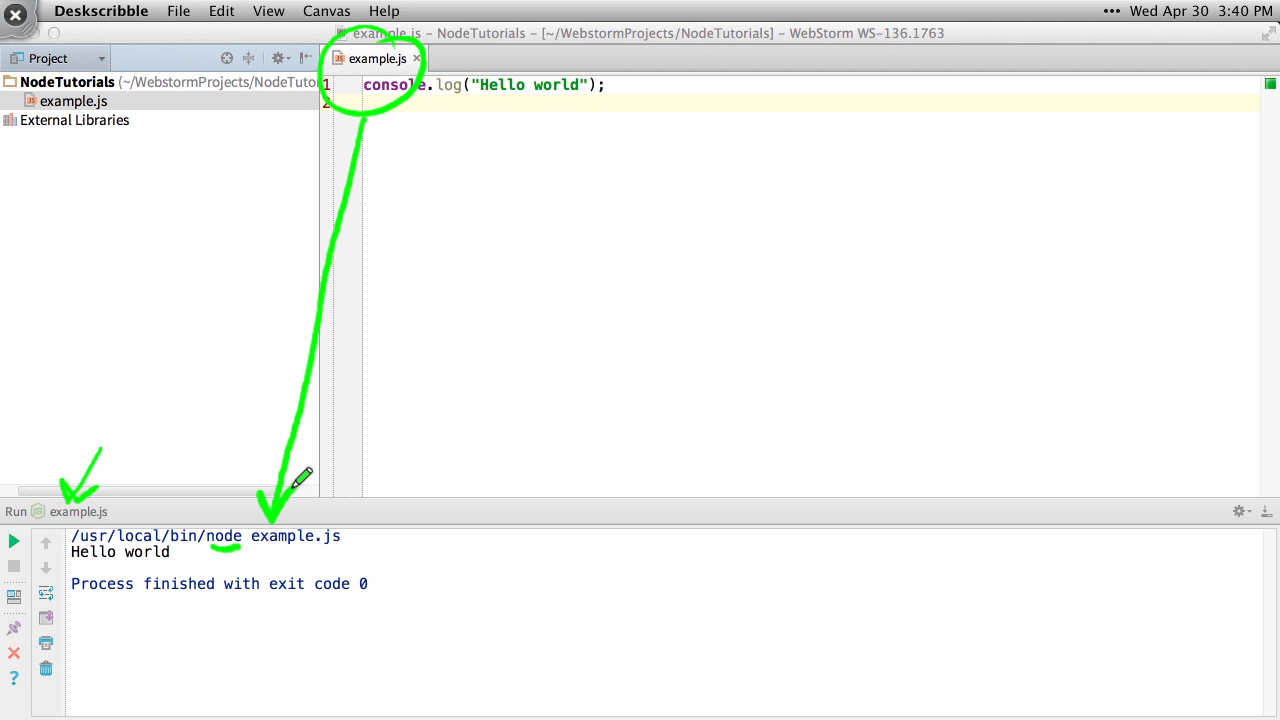 Deskscribble File Edit View Canvas Help ••• Wed Apr 30 3:40 PM
example.js – NodeTutorials – [~/WebstormProjects/NodeTutorials] – WebStorm WS-136.1763
Project
example.js
NodeTutorials (~/WebstormProjects/NodeTutor
example.js
External Libraries
1 console.log("Hello world");
2
Run example.js
/usr/local/bin/node example.js
Hello world
Process finished with exit code 0